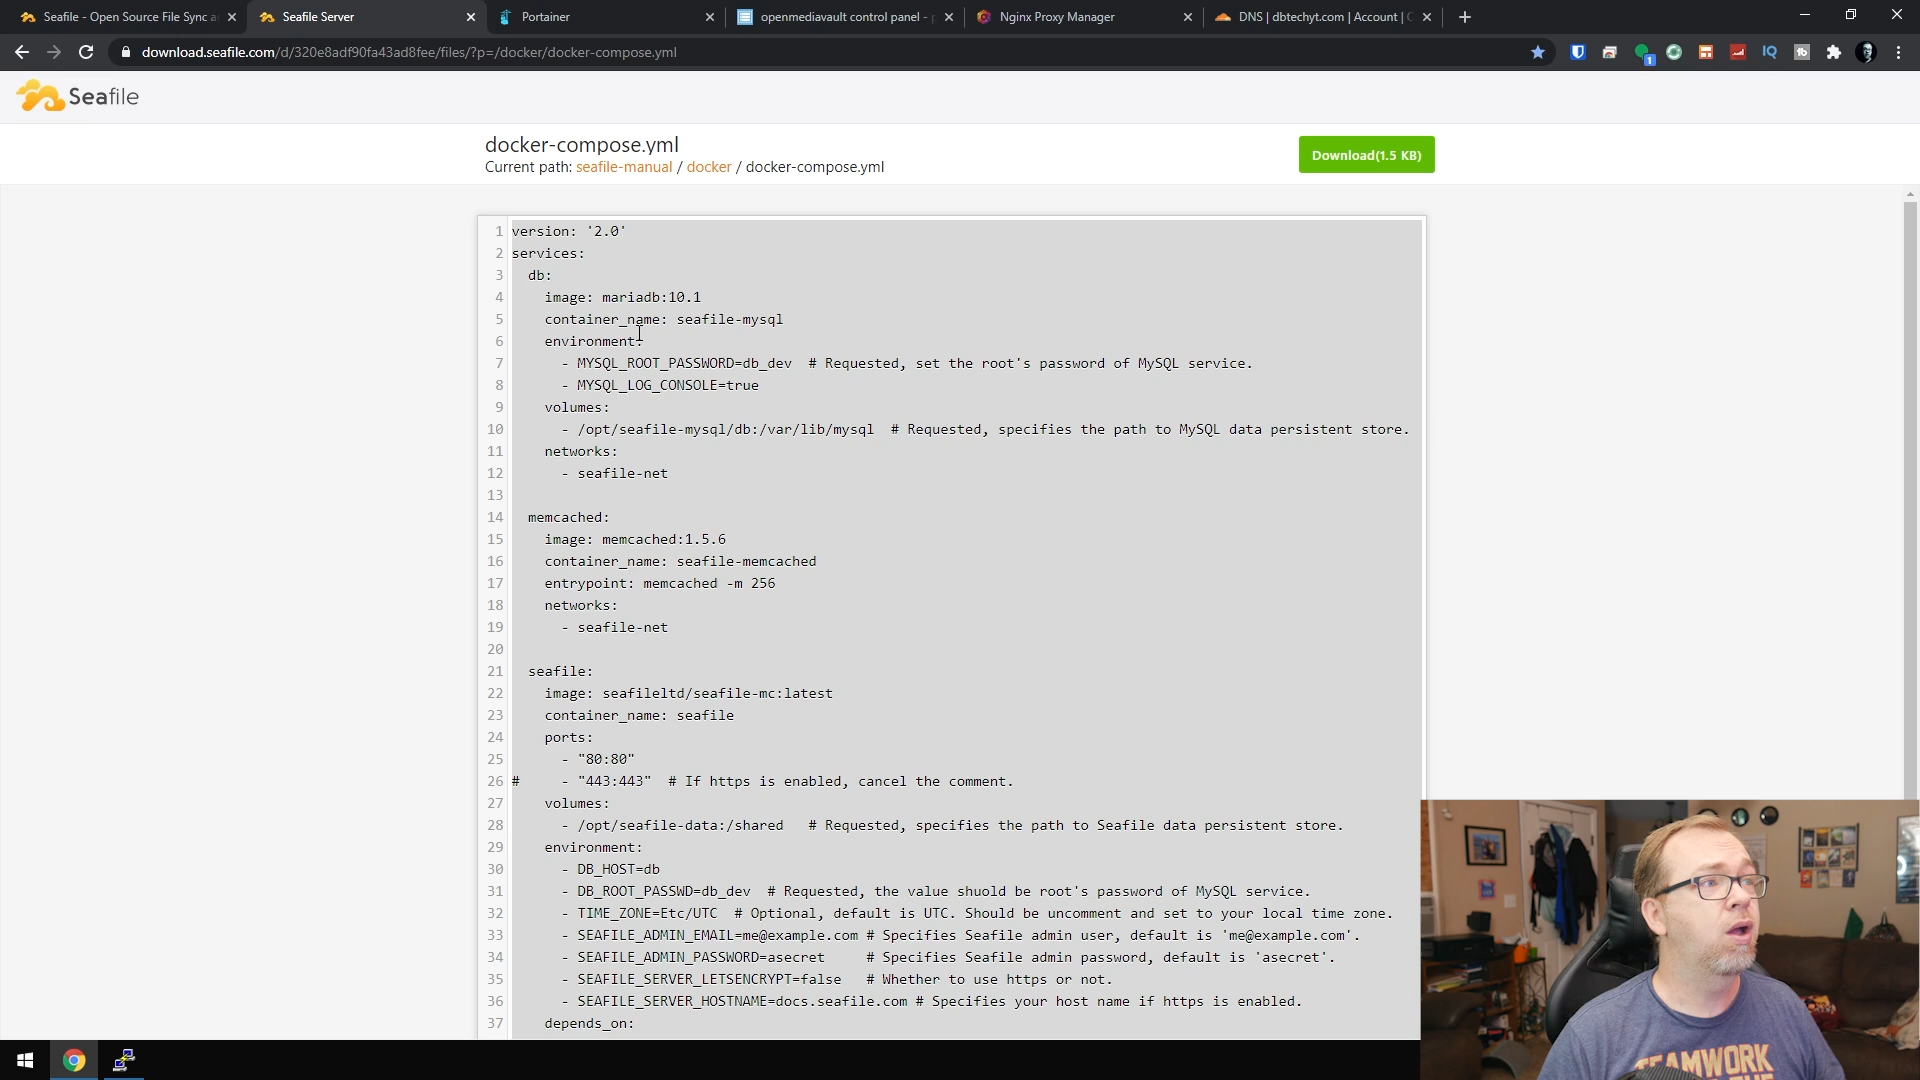 Seafile - Open Source File Sync a
Seafile Server
Portainer
openmediavault control panel - p
Nginx Proxy Manager
DNS | dbtechyt.com | Account | C
download.seafile.com/d/320e8adf90fa43ad8fee/files/?p=/docker/docker-compose.yml
1
IQ
Seafile
docker-compose.yml
Current path: seafile-manual / docker / docker-compose.yml
Download(1.5 KB)
1 version: '2.0'
2 services:
3 db:
4 image: mariadb:10.1
5 container_name: seafile-mysql
6 environment:
7 - MYSQL_ROOT_PASSWORD=db_dev # Requested, set the root's password of MySQL service.
8 - MYSQL_LOG_CONSOLE=true
9 volumes:
10 - /opt/seafile-mysql/db:/var/lib/mysql # Requested, specifies the path to MySQL data persistent store.
11 networks:
12 - seafile-net
13
14 memcached:
15 image: memcached:1.5.6
16 container_name: seafile-memcached
17 entrypoint: memcached -m 256
18 networks:
19 - seafile-net
20
21 seafile:
22 image: seafileltd/seafile-mc:latest
23 container_name: seafile
24 ports:
25 - "80:80"
26 # - "443:443" # If https is enabled, cancel the comment.
27 volumes:
28 - /opt/seafile-data:/shared # Requested, specifies the path to Seafile data persistent store.
29 environment:
30 - DB_HOST=db
31 - DB_ROOT_PASSWD=db_dev # Requested, the value shuold be root's password of MySQL service.
32 - TIME_ZONE=Etc/UTC # Optional, default is UTC. Should be uncomment and set to your local time zone.
33 - SEAFILE_ADMIN_EMAIL=me@example.com # Specifies Seafile admin user, default is 'me@example.com'.
34 - SEAFILE_ADMIN_PASSWORD=asecret # Specifies Seafile admin password, default is 'asecret'.
35 - SEAFILE_SERVER_LETSENCRYPT=false # Whether to use https or not.
36 - SEAFILE_SERVER_HOSTNAME=docs.seafile.com # Specifies your host name if https is enabled.
37 depends_on:
TEAMWORK